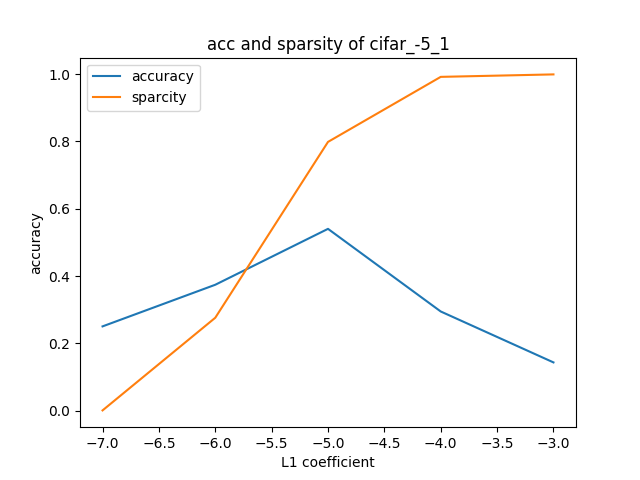 acc and sparsity of cifar_-5_1
accuracy
sparcity
1.0
0.8
0.6
0.4
0.2
0.0
accuracy
−7.0 −6.5 −6.0 −5.5 −5.0 −4.5 −4.0 −3.5 −3.0
L1 coefficient